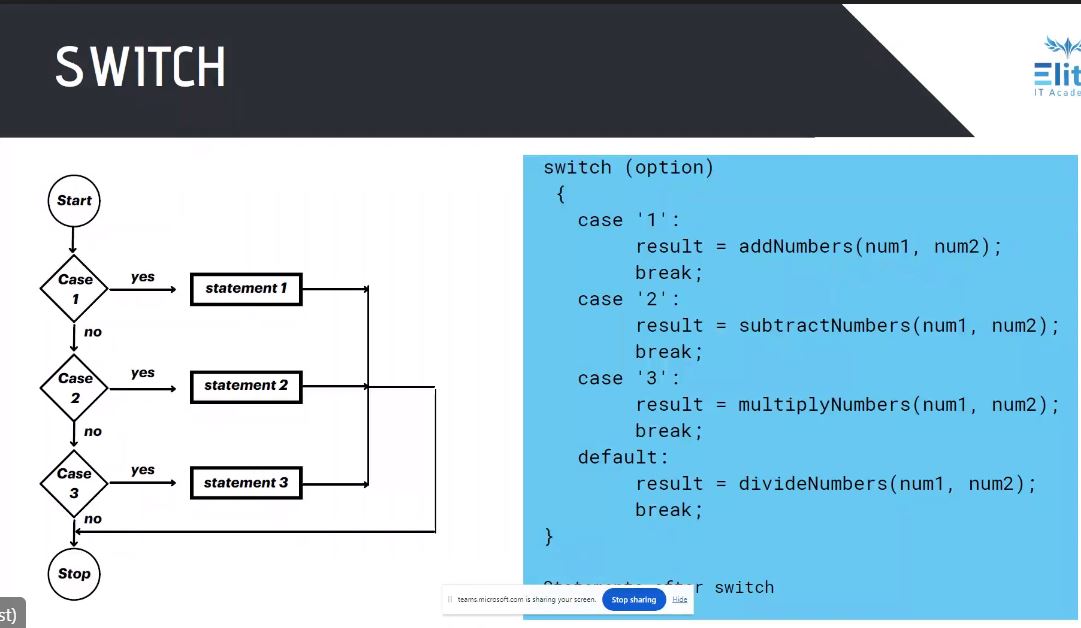 SWITCH
Elit
IT Acade
Start
Case
1
yes
statement 1
no
Case
2
yes
statement 2
no
Case
3
yes
statement 3
no
Stop
switch (option)
{
case '1':
result = addNumbers(num1, num2);
break;
case '2':
result = subtractNumbers(num1, num2);
break;
case '3':
result = multiplyNumbers(num1, num2);
break;
default:
result = divideNumbers(num1, num2);
break;
}
Statements after switch
teams.microsoft.com is sharing your screen.
Stop sharing
Hide
st)